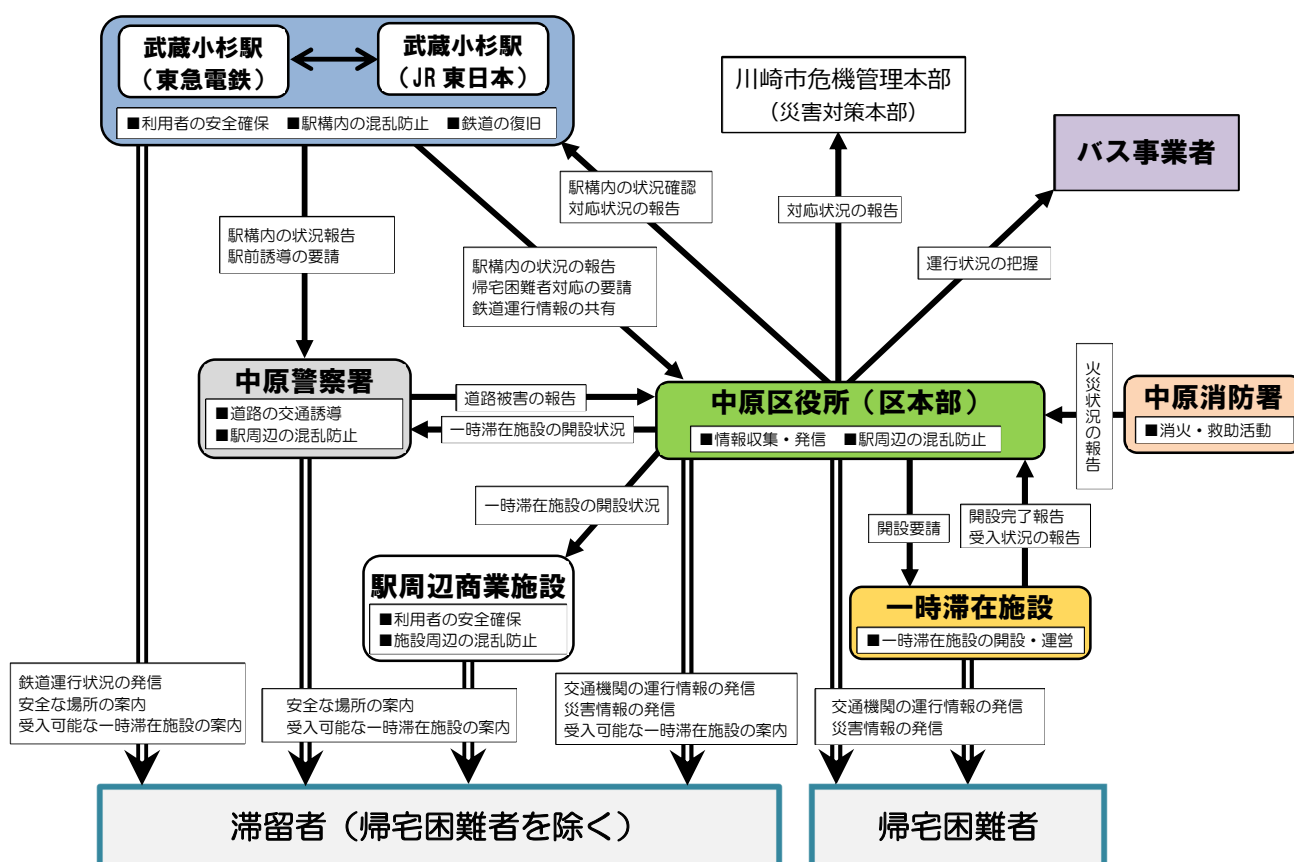 武蔵小杉駅
（東急電鉄）
武蔵小杉駅
（JR 東日本）
■利用者の安全確保　■駅構内の混乱防止　■鉄道の復旧
川崎市危機管理本部
（災害対策本部）
バス事業者
駅構内の状況確認
対応状況の報告
対応状況の報告
駅構内の状況報告
駅前誘導の要請
運行状況の把握
駅構内の状況の報告
帰宅困難者対応の要請
鉄道運行情報の共有
中原警察署
■道路の交通誘導
■駅周辺の混乱防止
道路被害の報告
一時滞在施設の開設状況
中原区役所（区本部）
■情報収集・発信　■駅周辺の混乱防止
火災状況の報告
中原消防署
■消火・救助活動
一時滞在施設の開設状況
開設要請
開設完了報告
受入状況の報告
駅周辺商業施設
■利用者の安全確保
■施設周辺の混乱防止
一時滞在施設
■一時滞在施設の開設・運営
鉄道運行状況の発信
安全な場所の案内
受入可能な一時滞在施設の案内
安全な場所の案内
受入可能な一時滞在施設の案内
交通機関の運行情報の発信
災害情報の発信
受入可能な一時滞在施設の案内
交通機関の運行情報の発信
災害情報の発信
滞留者（帰宅困難者を除く）
帰宅困難者